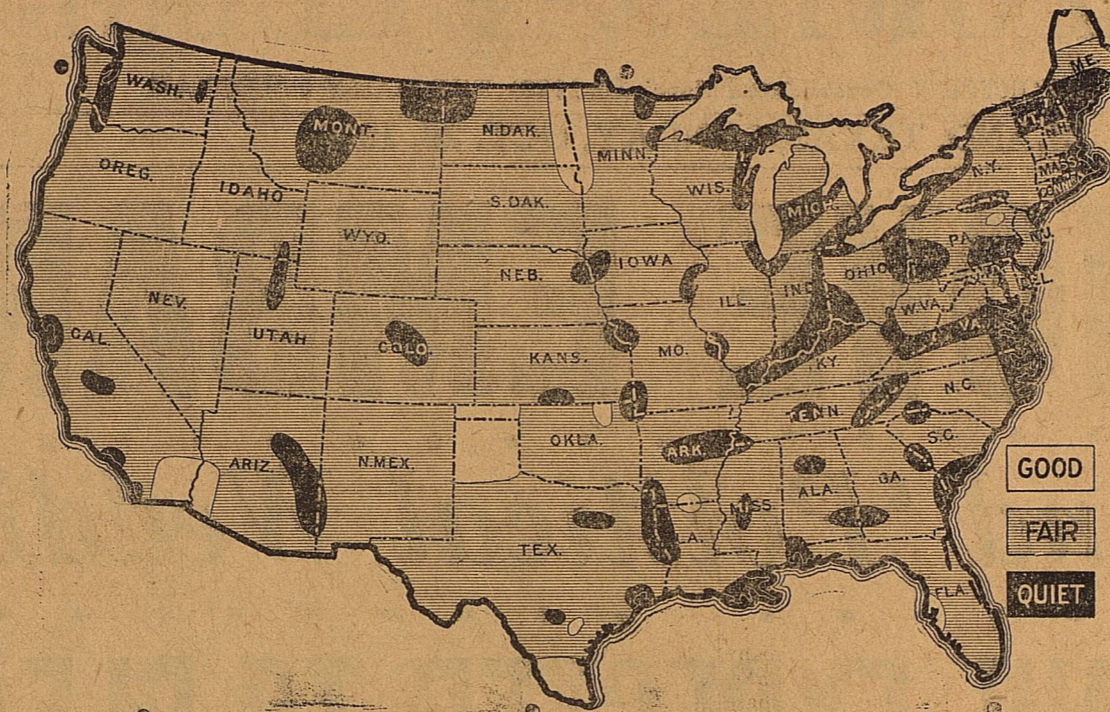 WASH.
OREG.
IDAHO
MONT.
N.DAK.
S.DAK.
MINN.
WIS.
MICH.
WYO.
NEB.
IOWA
NEV.
UTAH
COLO.
KANS.
MO.
ILL.
IND.
OHIO
CAL.
ARIZ.
N.MEX.
OKLA.
TEX.
ARK.
LA.
MISS
ALA.
GA.
FLA
S.C.
N.C.
TENN
KY.
W.VA.
VA.
PA.
N.Y.
N.J.
DEL.
ME.
VT.
N.H.
MASS
CONN.
GOOD
FAIR
QUIET